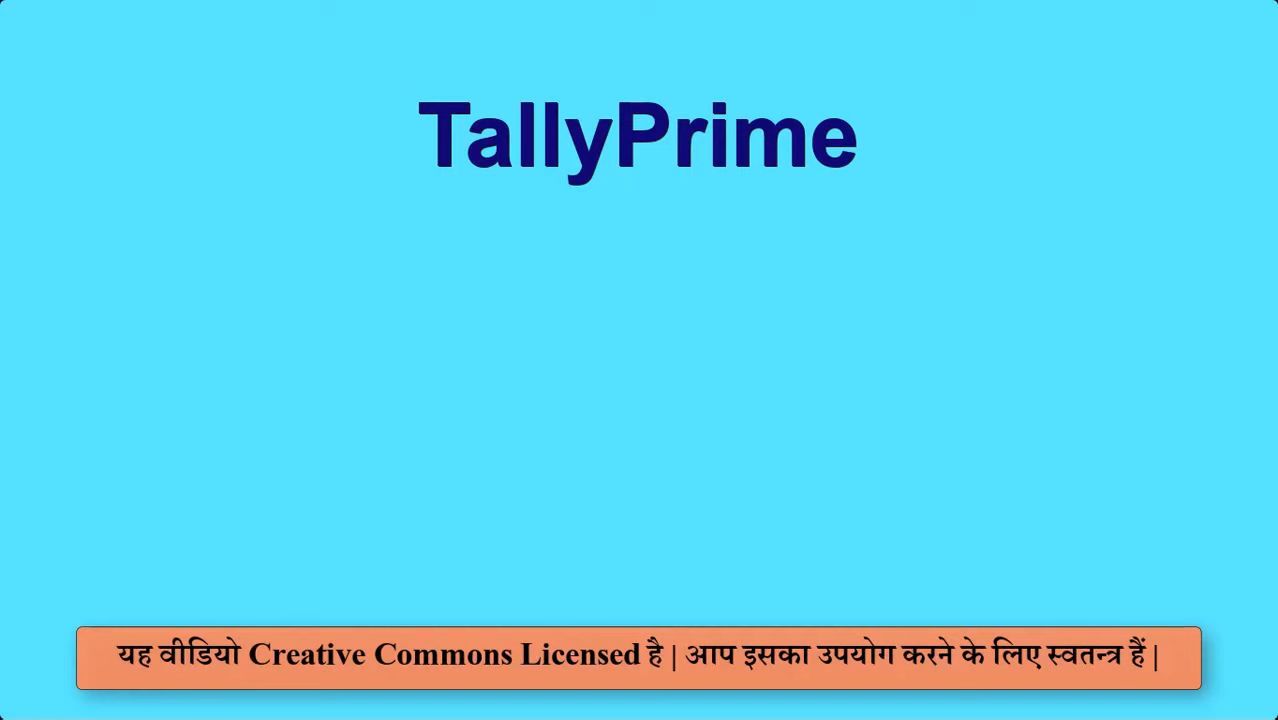 TallyPrime
यह वीडियो Creative Commons Licensed है | आप इसका उपयोग करने के लिए स्वतन्त्र हैं |